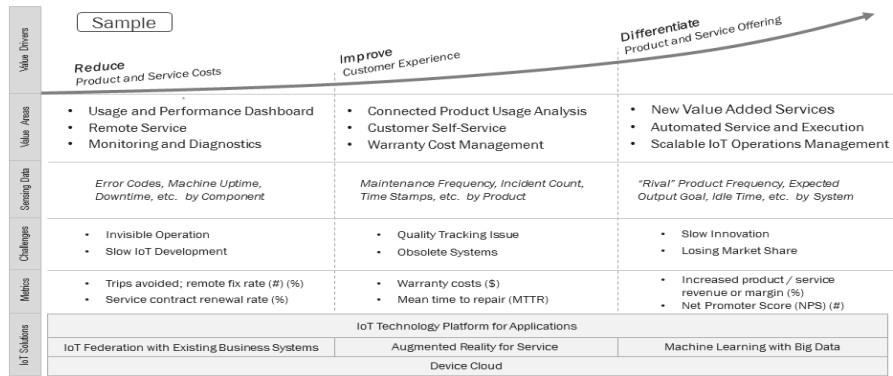 Sample
Value Drivers
Reduce
Product and Service Costs
Improve
Customer Experience
Differentiate
Product and Service Offering
Value Areas
• Usage and Performance Dashboard
• Remote Service
• Monitoring and Diagnostics
• Connected Product Usage Analysis
• Customer Self-Service
• Warranty Cost Management
• New Value Added Services
• Automated Service and Execution
• Scalable IoT Operations Management
Sensing Data
Error Codes, Machine Uptime,
Downtime, etc. by Component
Maintenance Frequency, Incident Count,
Time Stamps, etc. by Product
“Rival” Product Frequency, Expected
Output Goal, Idle Time, etc. by System
Challenges
• Invisible Operation
• Slow IoT Development
• Quality Tracking Issue
• Obsolete Systems
• Slow Innovation
• Losing Market Share
Metrics
• Trips avoided; remote fix rate (#) (%)
• Service contract renewal rate (%)
• Warranty costs ($)
• Mean time to repair (MTTR)
• Increased product / service
revenue or margin (%)
• Net Promoter Score (NPS) (#)
IoT Solutions
IoT Technology Platform for Applications
IoT Federation with Existing Business Systems
Augmented Reality for Service
Machine Learning with Big Data
Device Cloud